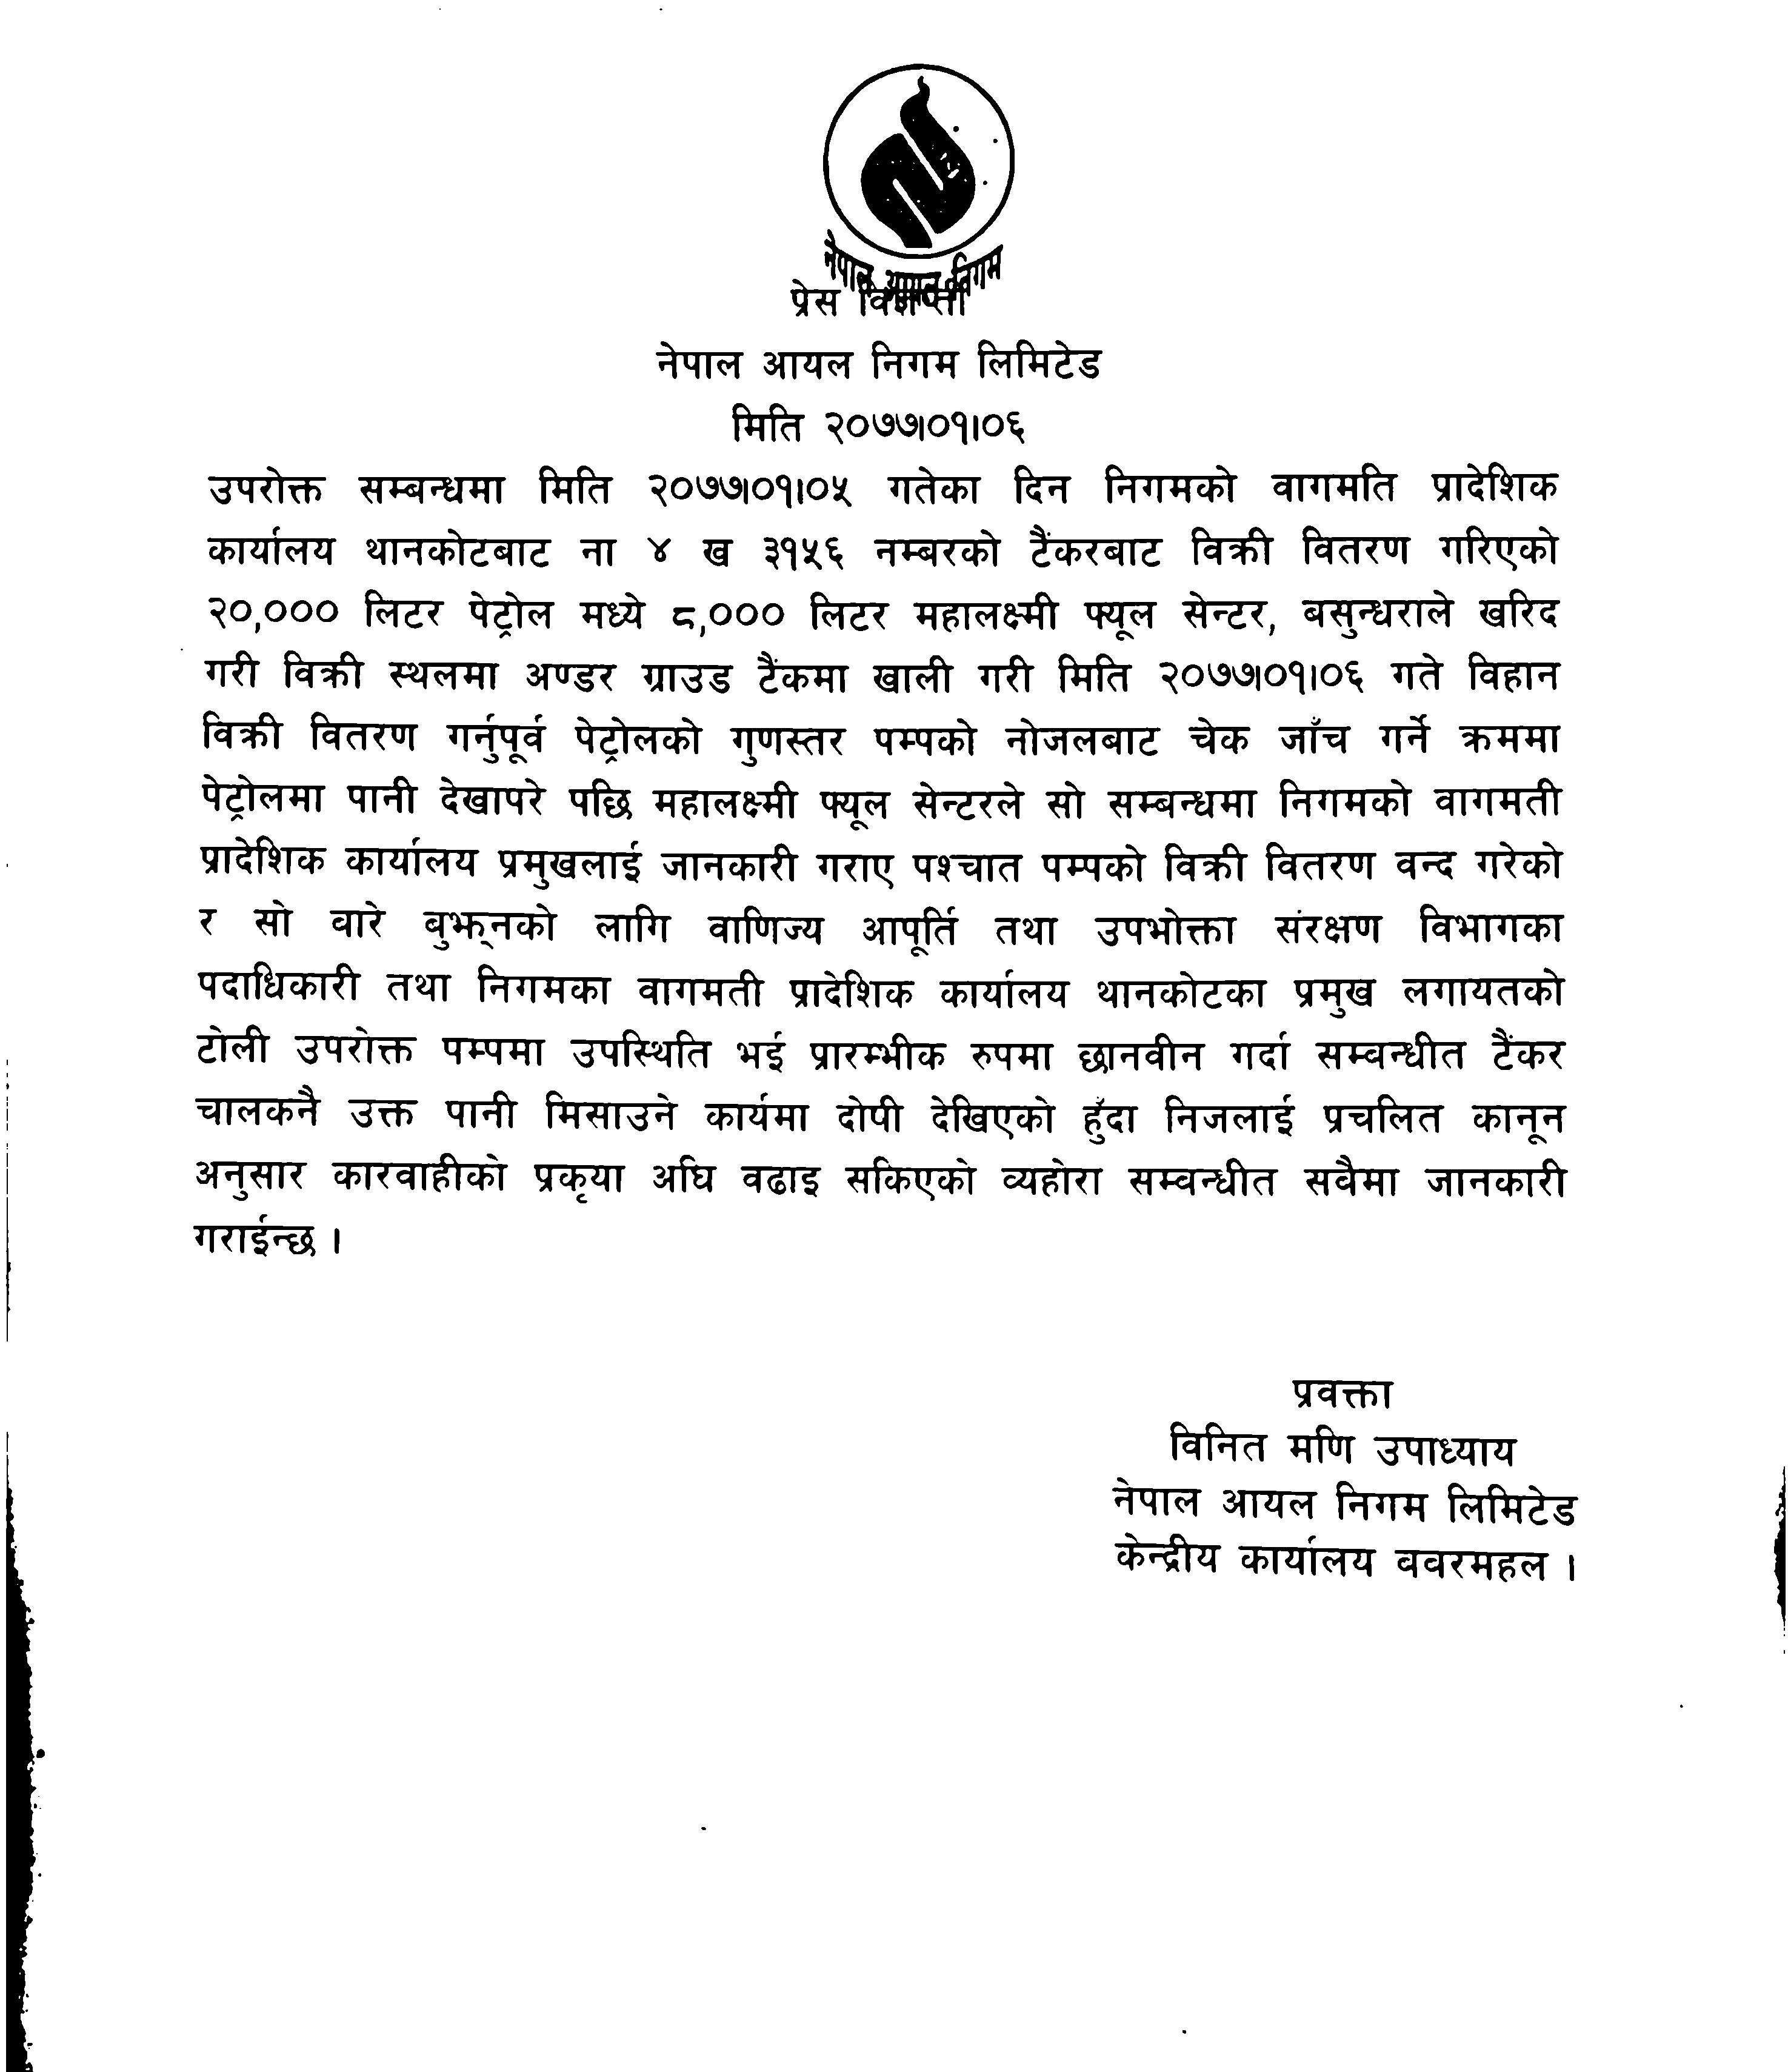 नेपाल आयल निगम
प्रेस विज्ञप्ती
नेपाल आयल निगम लिमिटेड
मिति २०७७।०१।०६
उपरोक्त सम्बन्धमा मिति २०७७।०१।०५ गतेका दिन निगमको वागमति प्रादेशिक
कार्यालय थानकोटबाट ना ४ ख ३१५६ नम्बरको टैंकरबाट विक्री वितरण गरिएको
२०,००० लिटर पेट्रोल मध्ये ८,००० लिटर महालक्ष्मी फ्यूल सेन्टर, बसुन्धराले खरिद
गरी विक्री स्थलमा अण्डर ग्राउड टैंकमा खाली गरी मिति २०७७।०१।०६ गते विहान
विक्री वितरण गर्नुपूर्व पेट्रोलको गुणस्तर पम्पको नोजलबाट चेक जाँच गर्ने क्रममा
पेट्रोलमा पानी देखापरे पछि महालक्ष्मी फ्यूल सेन्टरले सो सम्बन्धमा निगमको वागमती
प्रादेशिक कार्यालय प्रमुखलाई जानकारी गराए पश्चात पम्पको विक्री वितरण वन्द गरेको
र सो वारे बुझ्नको लागि वाणिज्य आपूर्ति तथा उपभोक्ता संरक्षण विभागका
पदाधिकारी तथा निगमका वागमती प्रादेशिक कार्यालय थानकोटका प्रमुख लगायतको
टोली उपरोक्त पम्पमा उपस्थिति भई प्रारम्भीक रुपमा छानवीन गर्दा सम्वन्धीत टैंकर
चालकनै उक्त पानी मिसाउने कार्यमा दोषी देखिएको हुँदा निजलाई प्रचलित कानून
अनुसार कारवाहीको प्रकृया अघि वढाइ सकिएको व्यहोरा सम्वन्धीत सवैमा जानकारी
गराईन्छ ।
प्रवक्ता
विनित मणि उपाध्याय
नेपाल आयल निगम लिमिटेड
केन्द्रीय कार्यालय ववरमहल ।